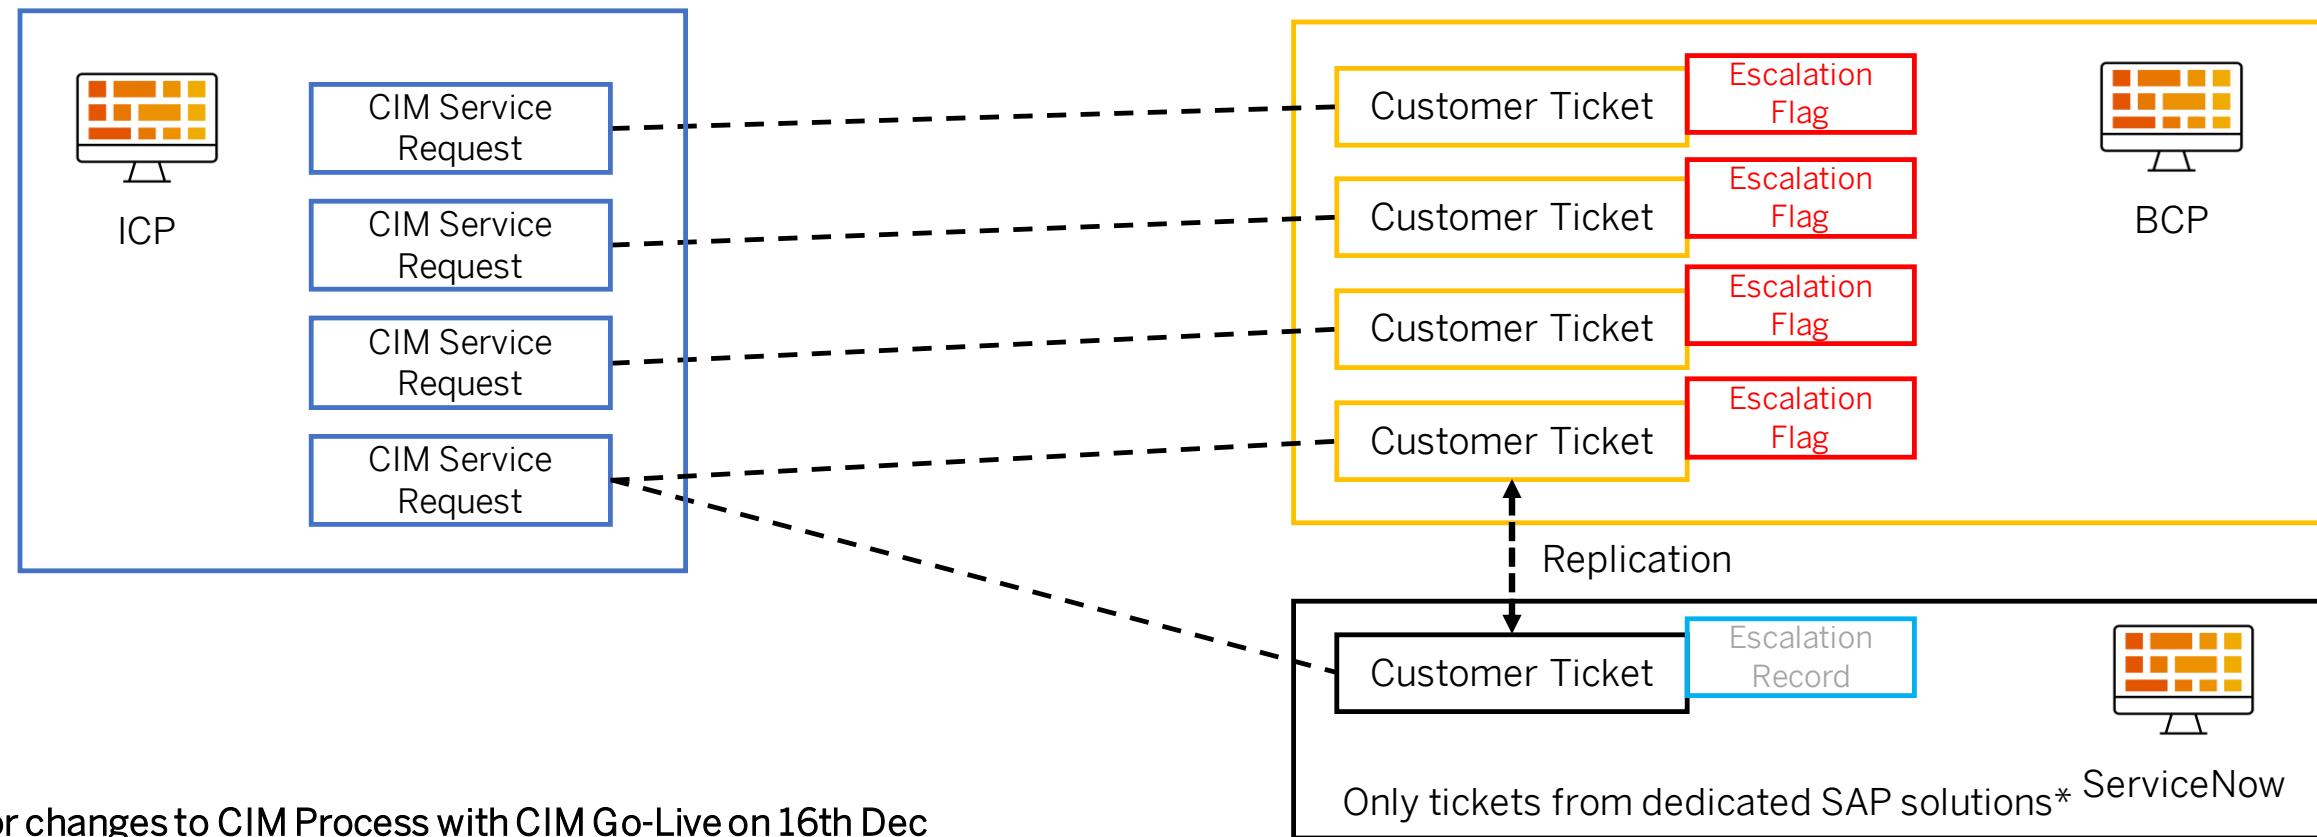 ICP
CIM Service
Request
CIM Service
Request
CIM Service
Request
CIM Service
Request
Customer Ticket
Escalation
Flag
Customer Ticket
Escalation
Flag
Customer Ticket
Escalation
Flag
Customer Ticket
Escalation
Flag
BCP
Replication
Customer Ticket
Escalation
Record
ServiceNow
Only tickets from dedicated SAP solutions*
changes to CIM Process with CIM Go-Live on 16th Dec